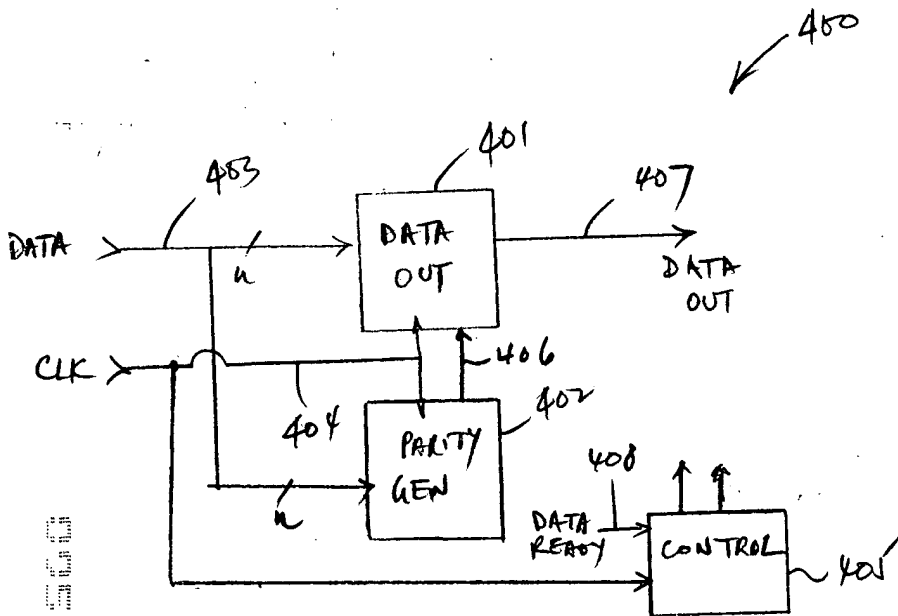 400
401
403
407
DATA
n
DATA
OUT
DATA
OUT
CLK
406
404
402
PARITY
GEN
n
408
DATA
READY
CONTROL
405